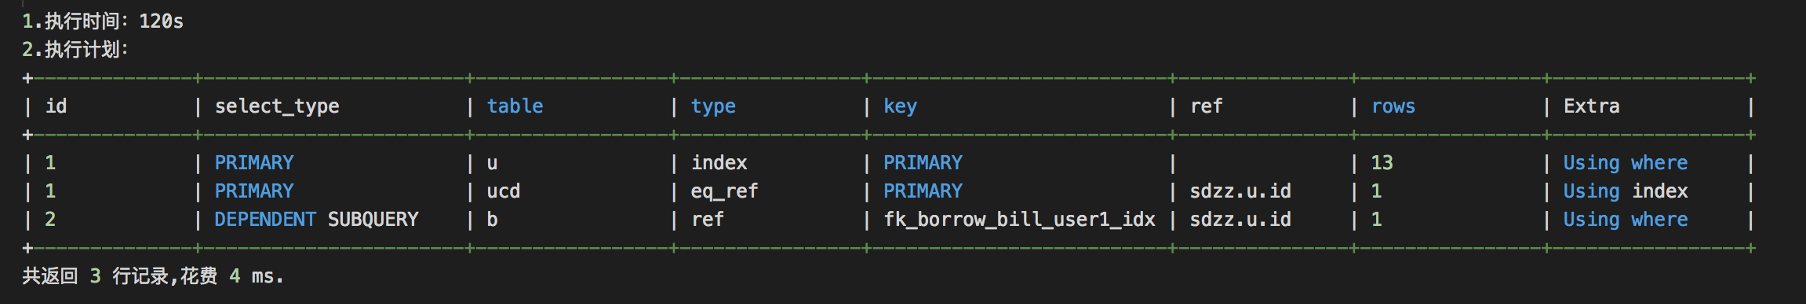 1.执行时间：120s
2.执行计划：
+--------------+-----------------------+-----------------+----------------+--------------------------+---------------+----------------+-----------------+
| id | select_type | table | type | key | ref | rows | Extra |
+--------------+-----------------------+-----------------+----------------+--------------------------+---------------+----------------+-----------------+
| 1 | PRIMARY | u | index | PRIMARY | | 13 | Using where |
| 1 | PRIMARY | ucd | eq_ref | PRIMARY | sdzz.u.id | 1 | Using index |
| 2 | DEPENDENT SUBQUERY | b | ref | fk_borrow_bill_user1_idx | sdzz.u.id | 1 | Using where |
+--------------+-----------------------+-----------------+----------------+--------------------------+---------------+----------------+-----------------+
共返回 3 行记录,花费 4 ms.